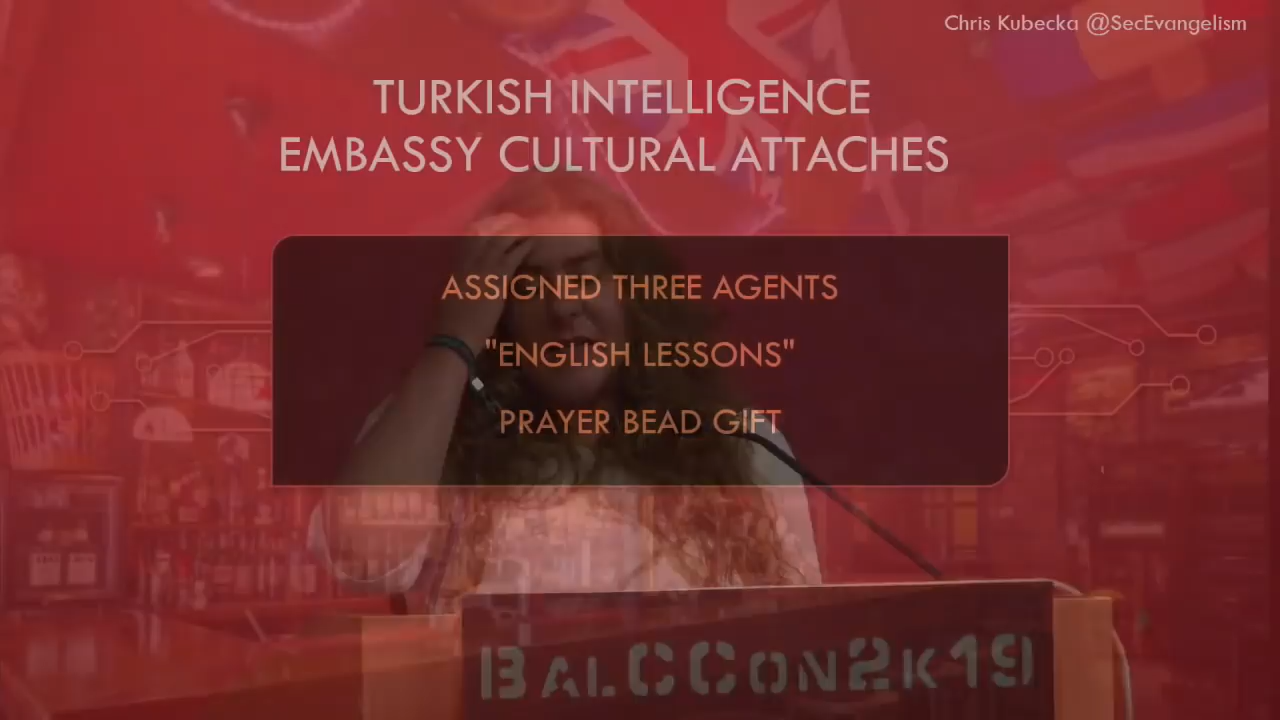 Chris Kubecka @SecEvangelism
TURKISH INTELLIGENCE
EMBASSY CULTURAL ATTACHES
ASSIGNED THREE AGENTS
"ENGLISH LESSONS"
PRAYER BEAD GIFT
BALCCON2K19